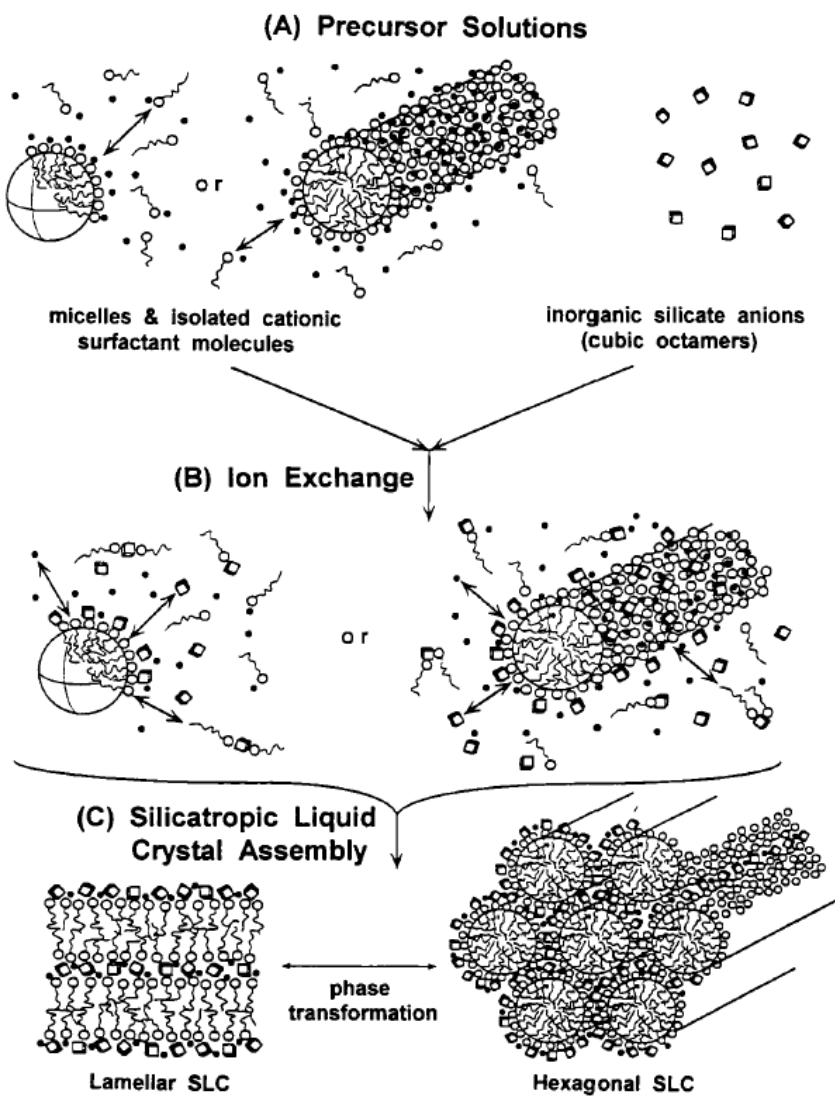 (A) Precursor Solutions
or
micelles & isolated cationic
surfactant molecules
inorganic silicate anions
(cubic octamers)
(B) Ion Exchange
or
(C) Silicatropic Liquid
Crystal Assembly
phase
transformation
Lamellar SLC
Hexagonal SLC